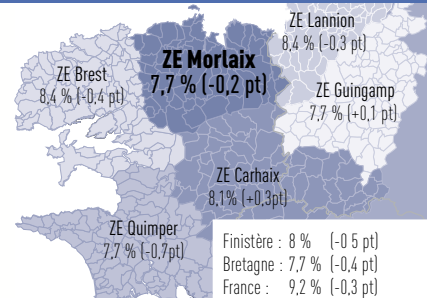 ZE Lannion
8,4 % (-0,3 pt)
ZE Morlaix
7,7 % (-0,2 pt)
ZE Brest
8,4 % (-0,4 pt)
ZE Guingamp
7,7 % (+0,1 pt)
ZE Carhaix
8,1% (+0,3pt)
ZE Quimper
7,7 % (-0,7pt)
Finistère : 8 % (-0 5 pt)
Bretagne : 7,7 % (-0,4 pt)
France : 9,2 % (-0,3 pt)